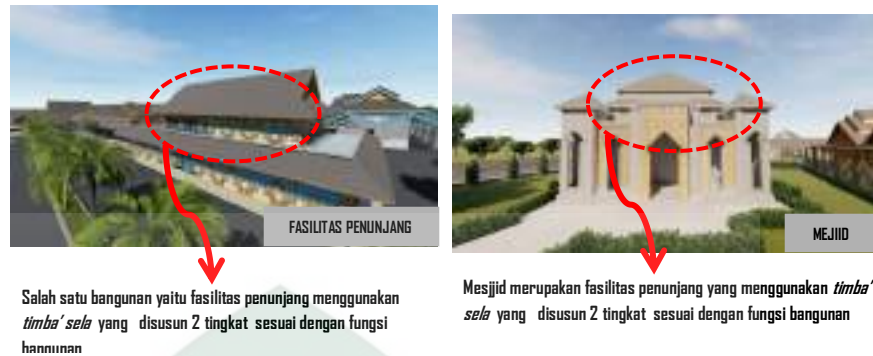 FASILITAS PENUNJANG
Salah satu bangunan yaitu fasilitas penunjang menggunakan
timba' sela yang disusun 2 tingkat sesuai dengan fungsi
bangunan
MEJIID
Mesjjid merupakan fasilitas penunjang yang menggunakan timba'
sela yang disusun 2 tingkat sesuai dengan fungsi bangunan